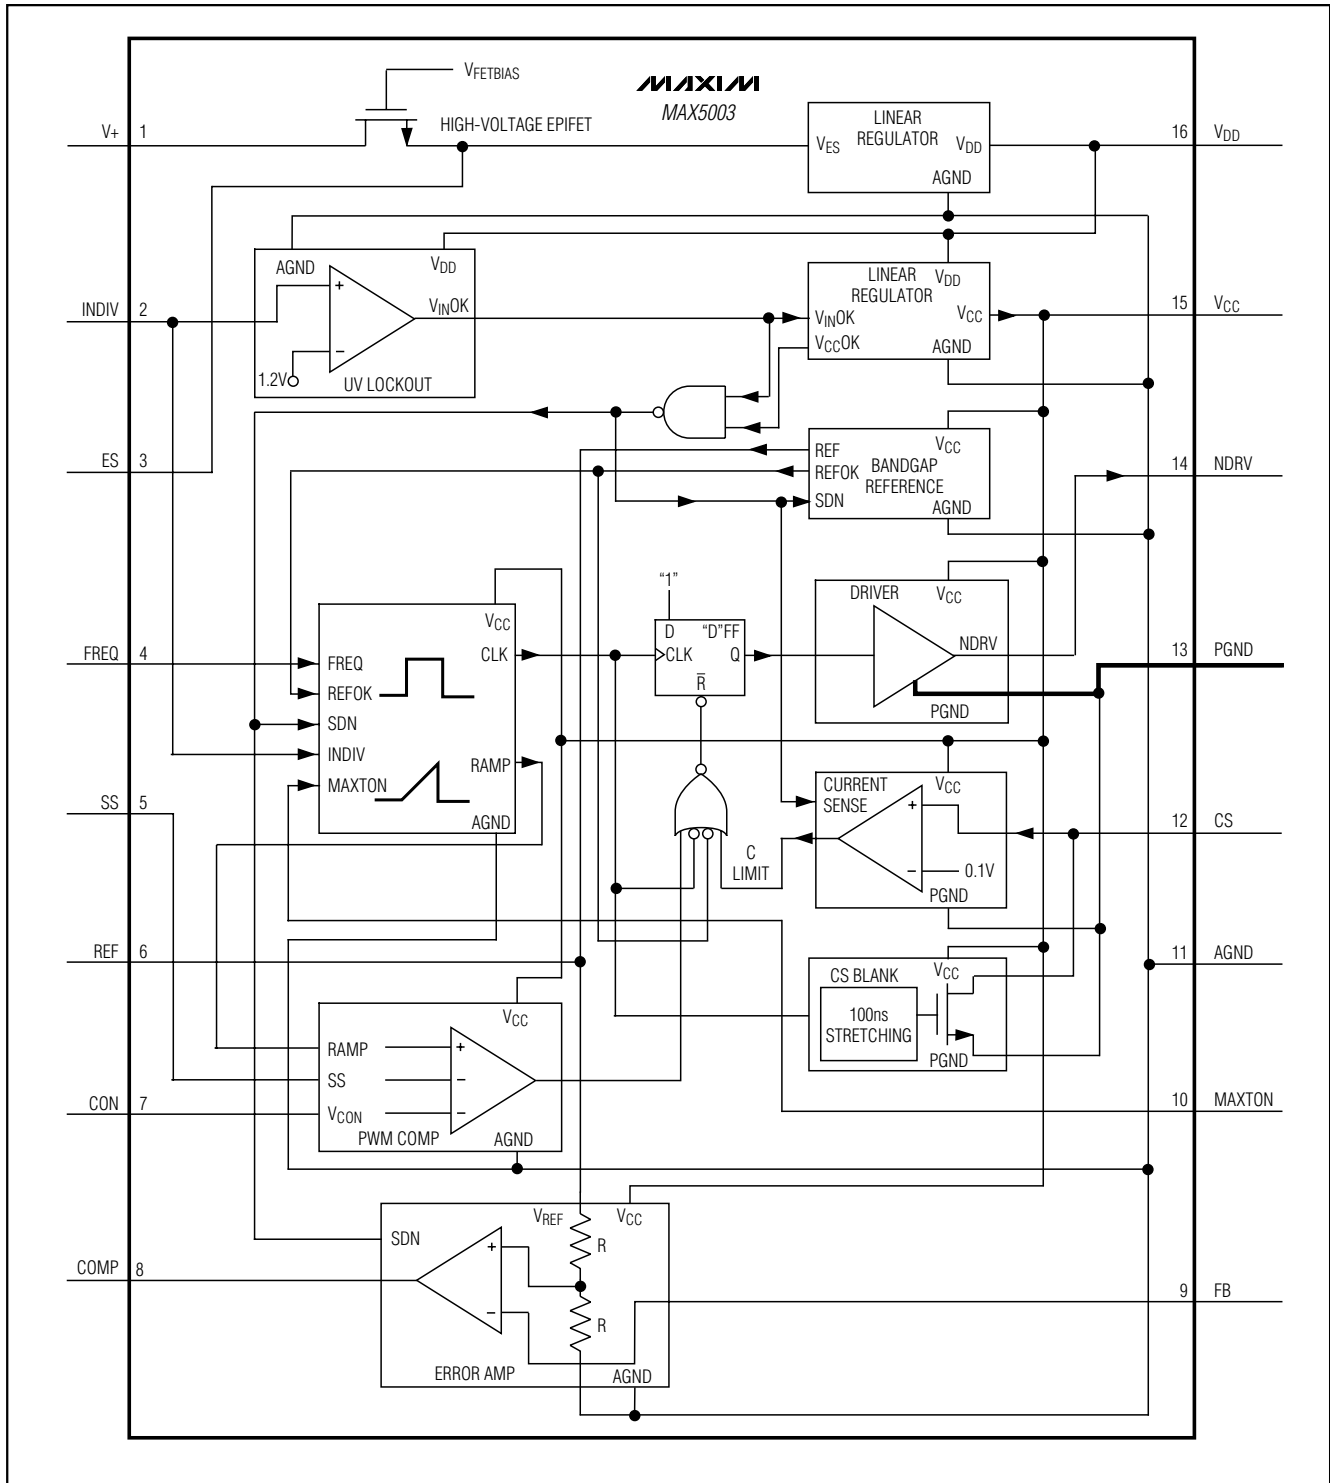 VFETBIAS
MAXIM
MAX5003
HIGH-VOLTAGE EPIFET
V+ 1
LINEAR
REGULATOR
VES
VDD
AGND
16 VDD
AGND
VDD
INDIV 2
+
−
VINOK
1.2V
UV LOCKOUT
LINEAR
REGULATOR
VDD
VINOK
VCCOK
VCC
AGND
15 VCC
ES 3
REF
REFOK
SDN
BANDGAP
REFERENCE
VCC
AGND
14 NDRV
FREQ 4
VCC
CLK
FREQ
REFOK
SDN
INDIV
MAXTON
RAMP
AGND
"1"
D "D"FF
CLK Q
R̅
DRIVER
VCC
NDRV
PGND
13 PGND
SS 5
CURRENT
SENSE
VCC
+
−
0.1V
PGND
C
LIMIT
12 CS
REF 6
CS BLANK
VCC
100ns
STRETCHING
PGND
11 AGND
CON 7
VCC
RAMP
SS
VCON
+
−
−
PWM COMP
AGND
10 MAXTON
COMP 8
SDN
VREF
VCC
+
−
R
R
ERROR AMP
AGND
9 FB